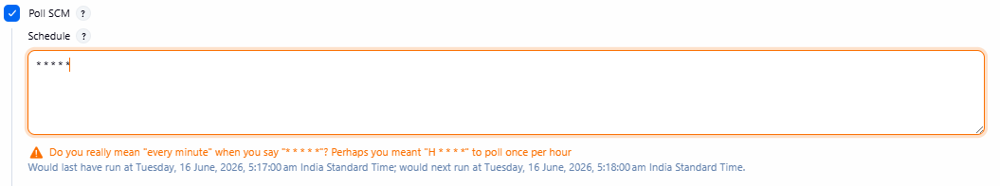 Poll SCM ?
Schedule ?
* * * * *
Do you really mean "every minute" when you say "* * * * *"? Perhaps you meant "H * * * *" to poll once per hour
Would last have run at Tuesday, 16 June, 2026, 5:17:00 am India Standard Time; would next run at Tuesday, 16 June, 2026, 5:18:00 am India Standard Time.